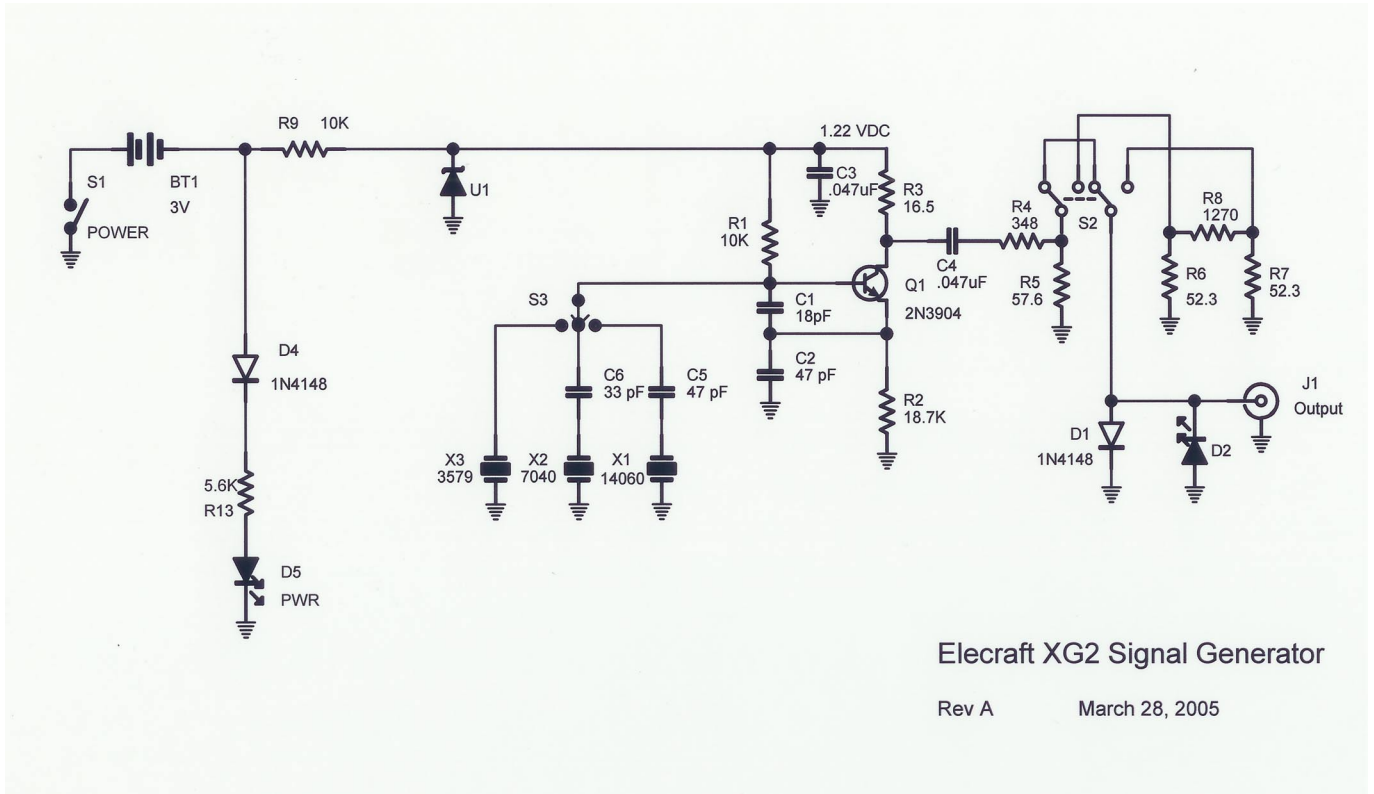 R9 10K
1.22 VDC
S1
BT1
3V
POWER
U1
C3
.047uF
R3
16.5
R1
10K
R4
348
S2
R8
1270
C4
.047uF
R5
57.6
R6
52.3
R7
52.3
Q1
2N3904
S3
C1
18pF
C2
47 pF
R2
18.7K
D4
1N4148
C6
33 pF
C5
47 pF
J1
Output
D1
1N4148
D2
X3
3579
X2
7040
X1
14060
5.6K
R13
D5
PWR
Elecraft XG2 Signal Generator
Rev A March 28, 2005